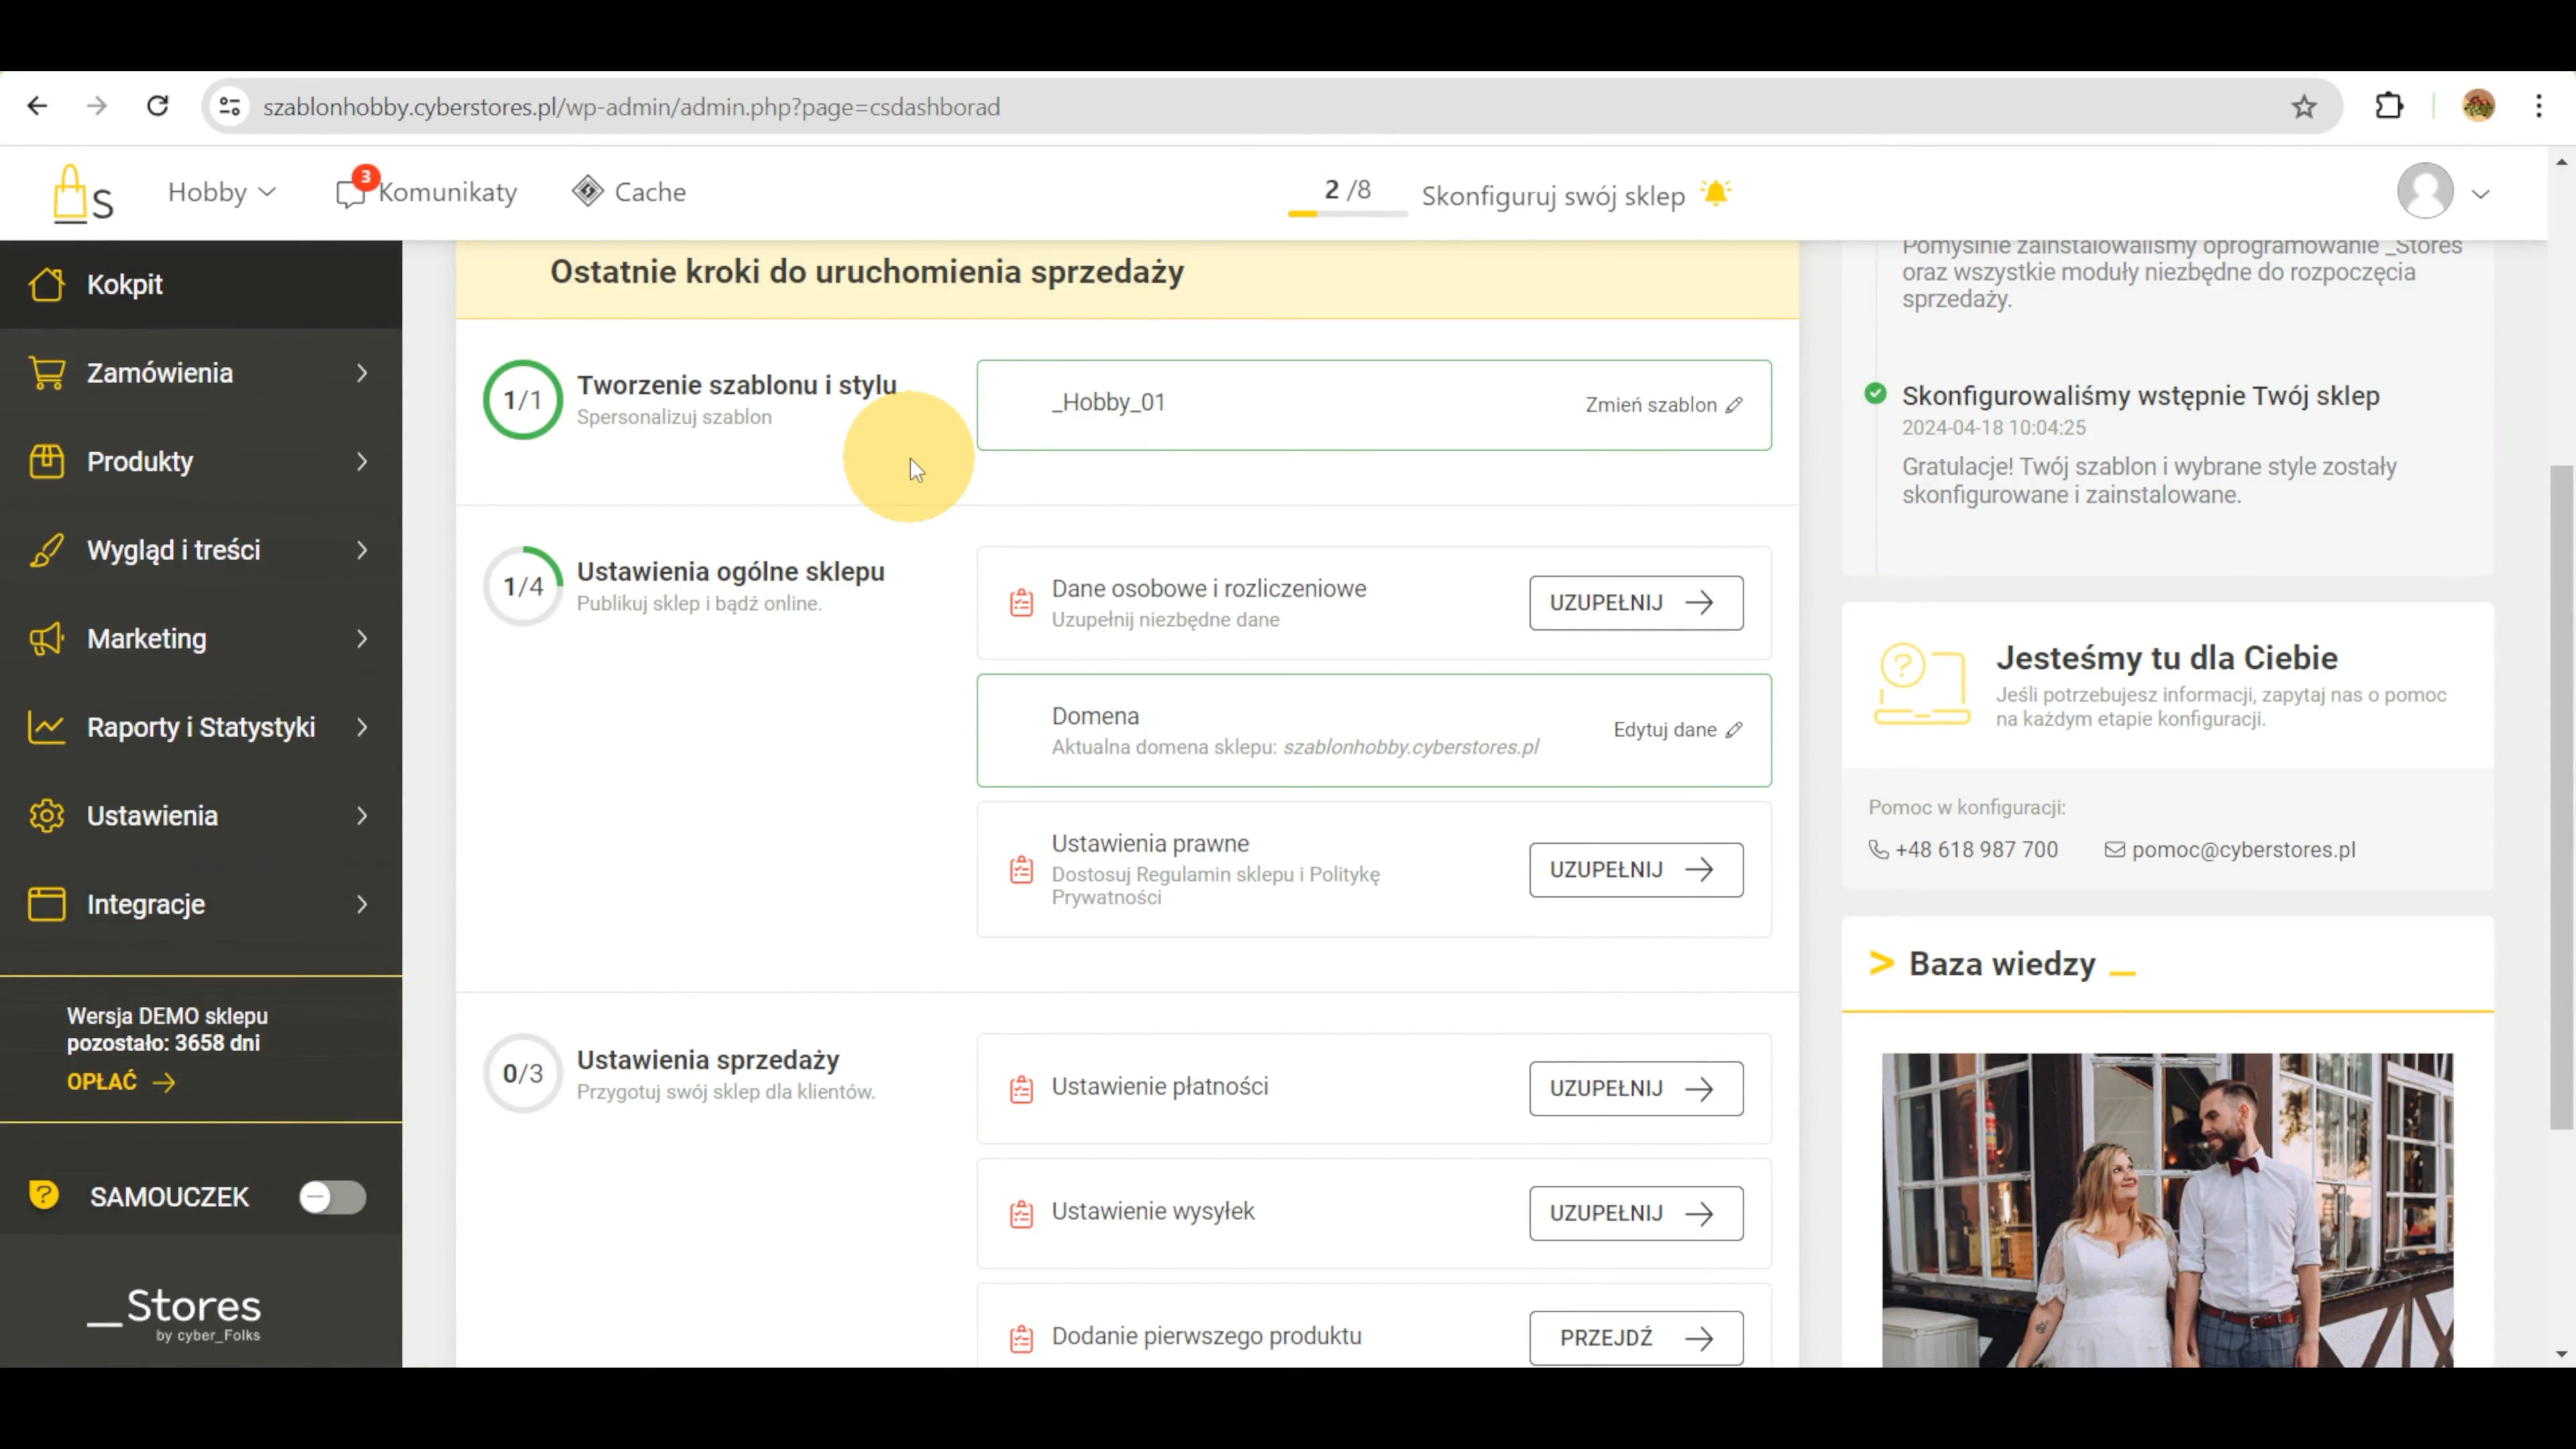 szablonhobby.cyberstores.pl/wp-admin/admin.php?page=csdashborad
S
Hobby
3
Komunikaty
Cache
2 /8
Skonfiguruj swój sklep
Kokpit
Zamówienia
Produkty
Wygląd i treści
Marketing
Raporty i Statystyki
Ustawienia
Integracje
Wersja DEMO sklepu
pozostało: 3658 dni
OPŁAĆ
SAMOUCZEK
__Stores
by cyber_Folks
Ostatnie kroki do uruchomienia sprzedaży
1/1
Tworzenie szablonu i stylu
Spersonalizuj szablon
_Hobby_01
Zmień szablon
1/4
Ustawienia ogólne sklepu
Publikuj sklep i bądź online.
Dane osobowe i rozliczeniowe
Uzupełnij niezbędne dane
UZUPEŁNIJ
Domena
Aktualna domena sklepu: szablonhobby.cyberstores.pl
Edytuj dane
Ustawienia prawne
Dostosuj Regulamin sklepu i Politykę
Prywatności
UZUPEŁNIJ
0/3
Ustawienia sprzedaży
Przygotuj swój sklep dla klientów.
Ustawienie płatności
UZUPEŁNIJ
Ustawienie wysyłek
UZUPEŁNIJ
Dodanie pierwszego produktu
PRZEJDŹ
Pomyślnie zainstalowaliśmy oprogramowanie _Stores
oraz wszystkie moduły niezbędne do rozpoczęcia
sprzedaży.
Skonfigurowaliśmy wstępnie Twój sklep
2024-04-18 10:04:25
Gratulacje! Twój szablon i wybrane style zostały
skonfigurowane i zainstalowane.
Jesteśmy tu dla Ciebie
Jeśli potrzebujesz informacji, zapytaj nas o pomoc
na każdym etapie konfiguracji.
Pomoc w konfiguracji:
+48 618 987 700
pomoc@cyberstores.pl
> Baza wiedzy _